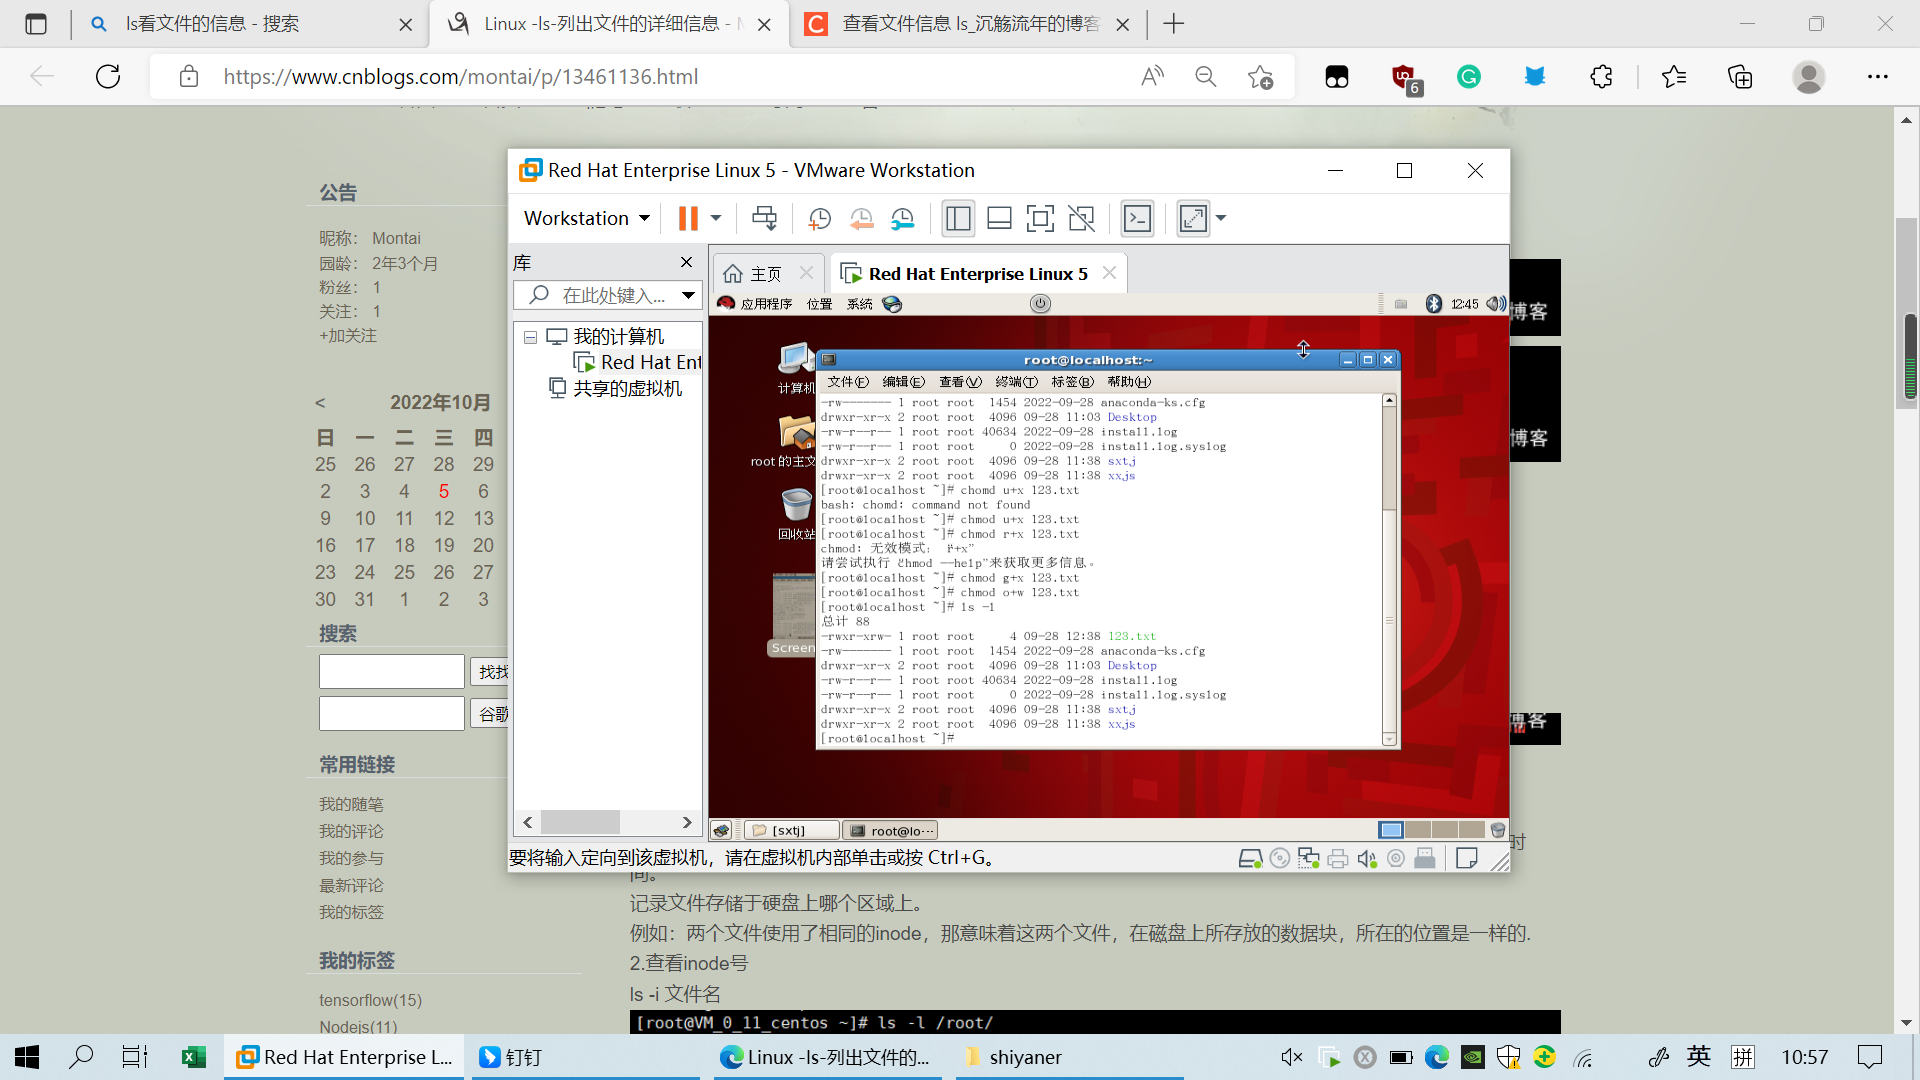 ls看文件的信息 - 搜索
Linux -ls-列出文件的详细信息 -
查看文件信息 ls_沉觞流年的博客
https://www.cnblogs.com/montai/p/13461136.html
6
公告
昵称: Montai
园龄: 2年3个月
粉丝: 1
关注: 1
+加关注
< 2022年10月
日 一 二 三 四
25 26 27 28 29
2 3 4 5 6
9 10 11 12 13
16 17 18 19 20
23 24 25 26 27
30 31 1 2 3
搜索
找找
谷歌
常用链接
我的随笔
我的评论
我的参与
最新评论
我的标签
我的标签
tensorflow(15)
Nodejs(11)
Red Hat Enterprise Linux 5 - VMware Workstation
Workstation
库
在此处键入...
我的计算机
Red Hat Ent
共享的虚拟机
主页
Red Hat Enterprise Linux 5
应用程序 位置 系统
12:45
计算机
root 的主文
回收站
Screen
root@localhost:~
文件(F) 编辑(E) 查看(V) 终端(T) 标签(B) 帮助(H)
-rw------- 1 root root 1454 2022-09-28 anaconda-ks.cfg
drwxr-xr-x 2 root root 4096 09-28 11:03 Desktop
-rw-r--r-- 1 root root 40634 2022-09-28 install.log
-rw-r--r-- 1 root root 0 2022-09-28 install.log.syslog
drwxr-xr-x 2 root root 4096 09-28 11:38 sxtj
drwxr-xr-x 2 root root 4096 09-28 11:38 xxjs
[root@localhost ~]# chomd u+x 123.txt
bash: chomd: command not found
[root@localhost ~]# chmod u+x 123.txt
[root@localhost ~]# chmod r+x 123.txt
chmod: 无效模式: “r+x”
请尝试执行“chmod --help”来获取更多信息。
[root@localhost ~]# chmod g+x 123.txt
[root@localhost ~]# chmod o+w 123.txt
[root@localhost ~]# ls -l
总计 88
-rwxr-xrw- 1 root root 4 09-28 12:38 123.txt
-rw------- 1 root root 1454 2022-09-28 anaconda-ks.cfg
drwxr-xr-x 2 root root 4096 09-28 11:03 Desktop
-rw-r--r-- 1 root root 40634 2022-09-28 install.log
-rw-r--r-- 1 root root 0 2022-09-28 install.log.syslog
drwxr-xr-x 2 root root 4096 09-28 11:38 sxtj
drwxr-xr-x 2 root root 4096 09-28 11:38 xxjs
[root@localhost ~]#
[sxtj]
root@lo···
要将输入定向到该虚拟机，请在虚拟机内部单击或按 Ctrl+G。
博客
博客
博客
时
间。
记录文件存储于硬盘上哪个区域上。
例如：两个文件使用了相同的inode，那意味着这两个文件，在磁盘上所存放的数据块，所在的位置是一样的.
2.查看inode号
ls -i 文件名
[root@VM_0_11_centos ~]# ls -l /root/
Red Hat Enterprise L...
钉钉
Linux -ls-列出文件的...
shiyaner
英
拼
10:57